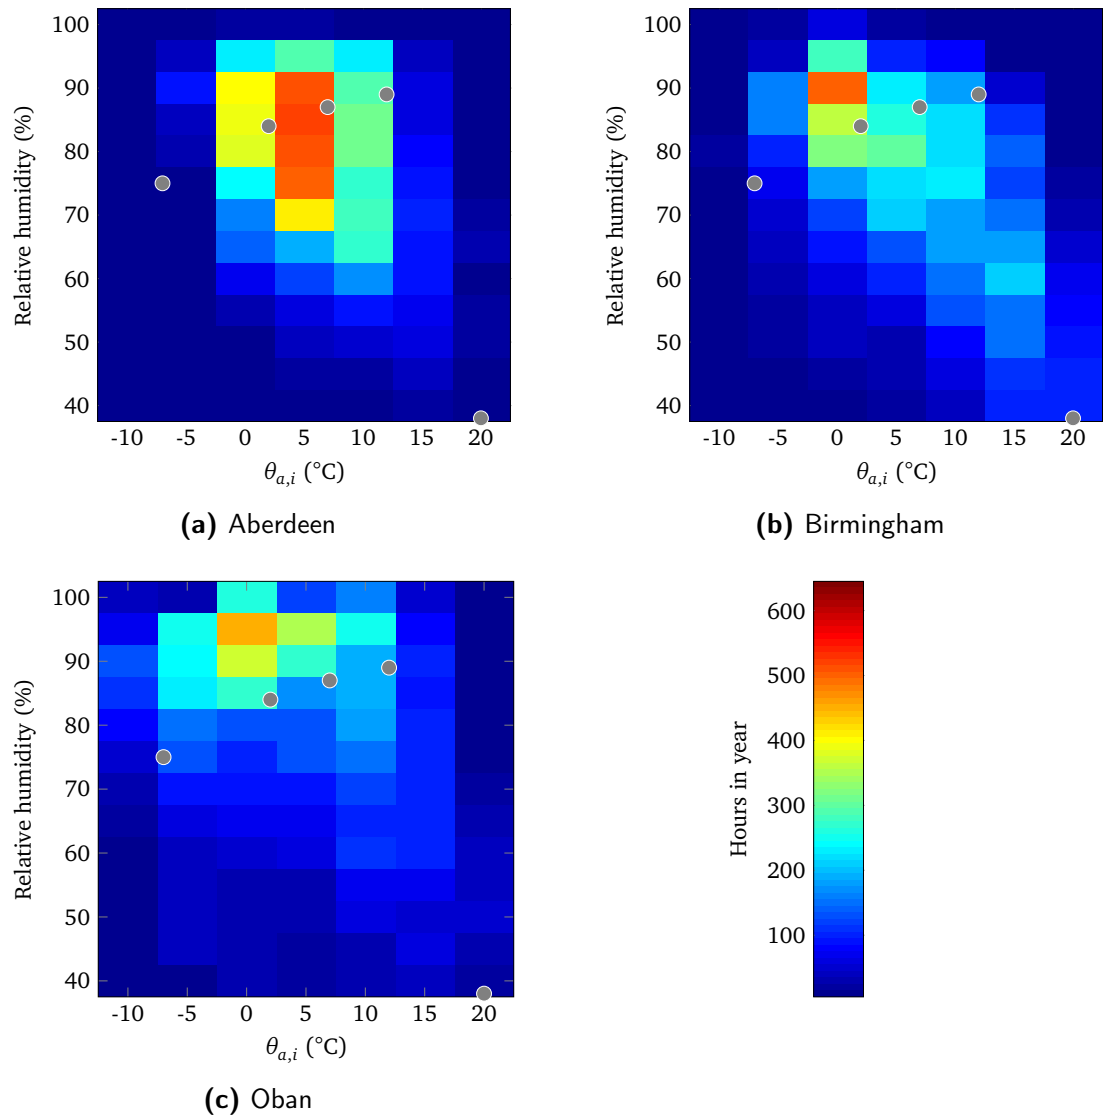 100
90
80
70
60
50
40
Relative humidity (%)
-10 -5 0 5 10 15 20
θa,i (°C)
(a) Aberdeen
100
90
80
70
60
50
40
Relative humidity (%)
-10 -5 0 5 10 15 20
θa,i (°C)
(b) Birmingham
100
90
80
70
60
50
40
Relative humidity (%)
-10 -5 0 5 10 15 20
θa,i (°C)
(c) Oban
600
500
400
300
200
100
Hours in year